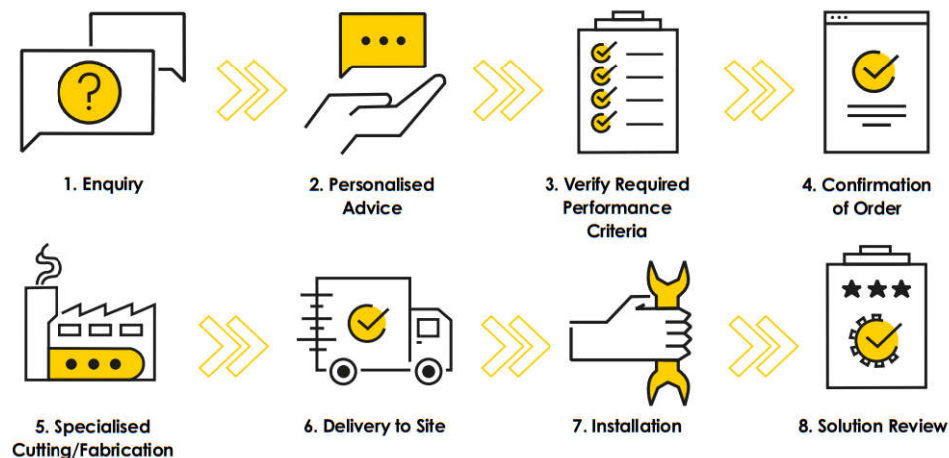 ?
1. Enquiry
2. Personalised
Advice
3. Verify Required
Performance
Criteria
4. Confirmation
of Order
5. Specialised
Cutting/Fabrication
6. Delivery to Site
7. Installation
8. Solution Review